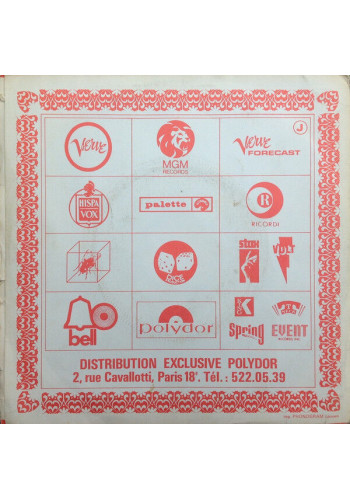 Verve
MGM
RECORDS
J
Verve
FORECAST
HISPA
VOX
palette
R
RICORDI
DICE
stax
VOLT
bell
polydor
K
Spring
EVENT
DISTRIBUTION EXCLUSIVE POLYDOR
2, rue Cavallotti, Paris 18e. Tél. : 522.05.39